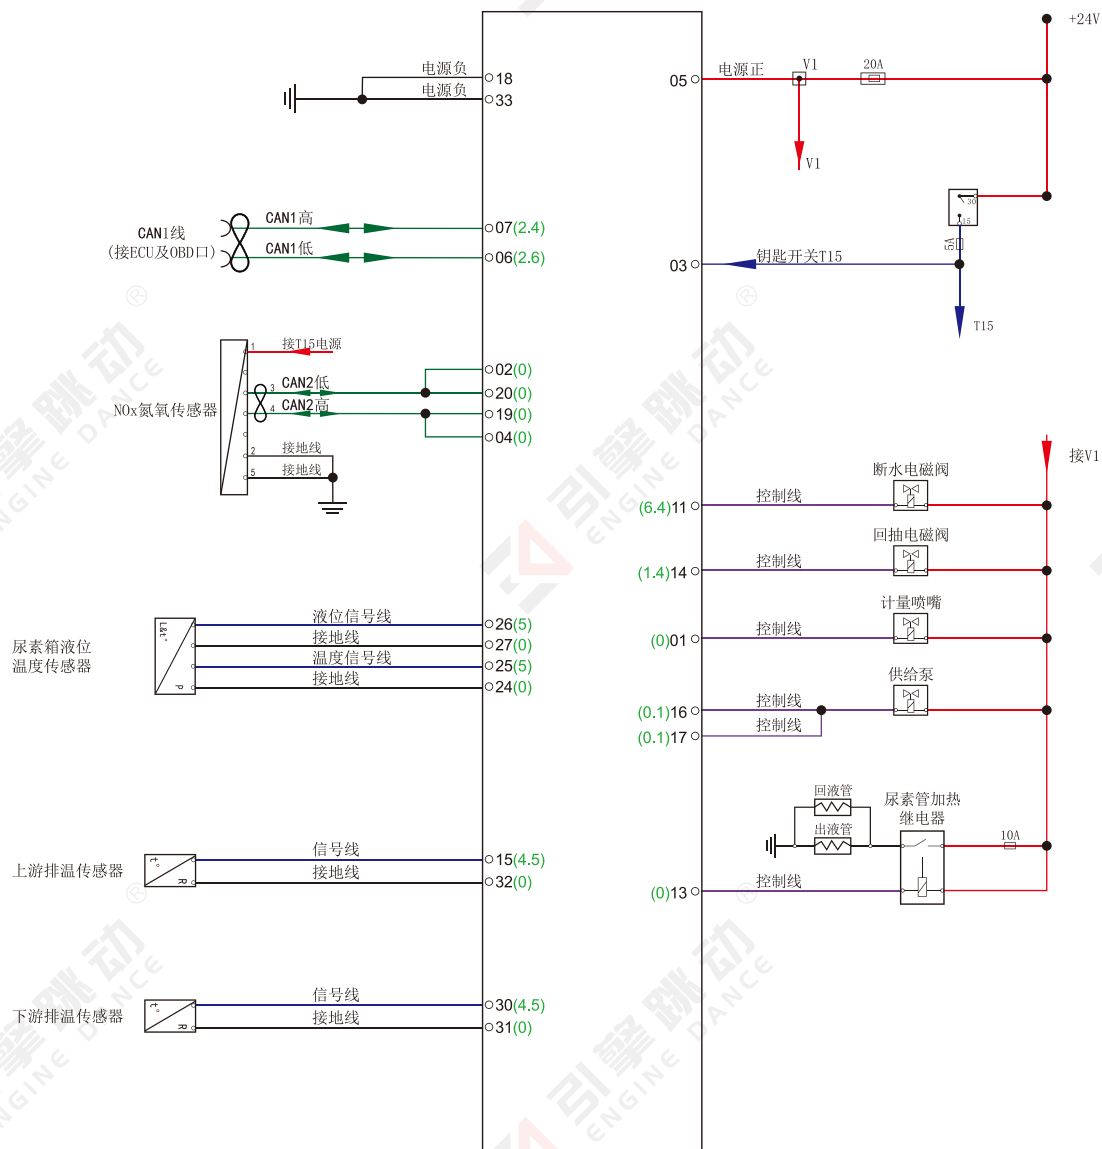 +24V
电源负
18
电源负
33
05
电源正
V1
20A
V1
30
15
5A
03
钥匙开关T15
T15
CAN1线
(接ECU及OBD口)
CAN1高
07(2.4)
CAN1低
06(2.6)
NOx氮氧传感器
1
接T15电源
3
CAN2低
4
CAN2高
2
接地线
5
接地线
02(0)
20(0)
19(0)
04(0)
接V1
断水电磁阀
(6.4)11
控制线
回抽电磁阀
(1.4)14
控制线
计量喷嘴
(0)01
控制线
供给泵
(0.1)16
控制线
(0.1)17
控制线
尿素箱液位
温度传感器
L&t°
P
液位信号线
26(5)
接地线
27(0)
温度信号线
25(5)
接地线
24(0)
回液管
出液管
尿素管加热
继电器
10A
(0)13
控制线
上游排温传感器
t°
R
信号线
15(4.5)
接地线
32(0)
下游排温传感器
t°
R
信号线
30(4.5)
接地线
31(0)
引擎跳动
ENGINE DANCE
®